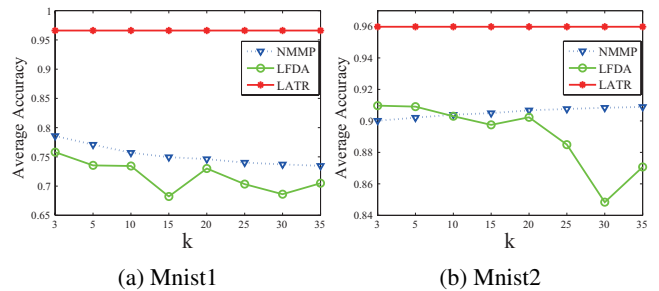 1
0.95
0.9
0.85
0.8
0.75
0.7
0.65
Average Accuracy
3 5 10 15 20 25 30 35
k
NMMP
LFDA
LATR
(a) Mnist1
0.96
0.94
0.92
0.9
0.88
0.86
0.84
Average Accuracy
3 5 10 15 20 25 30 35
k
NMMP
LFDA
LATR
(b) Mnist2